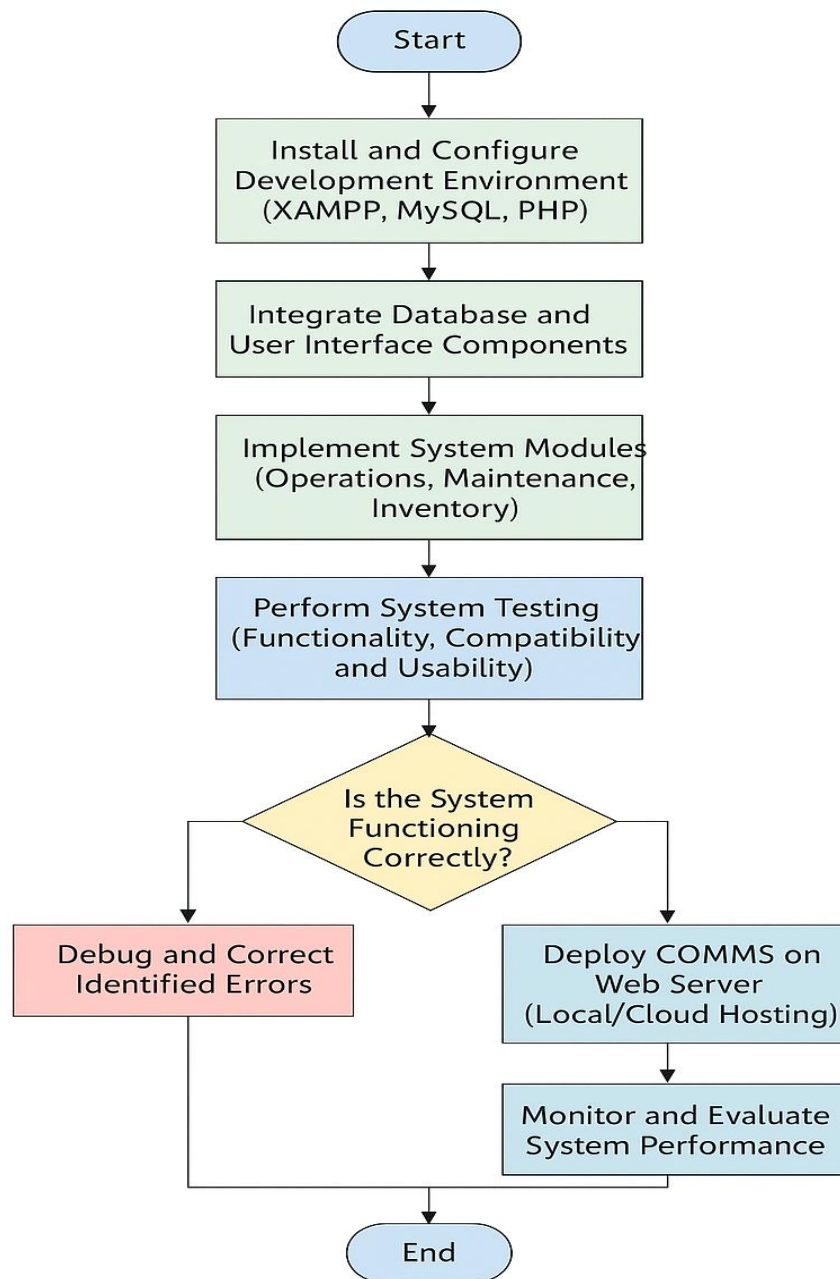 Start
Install and Configure
Development Environment
(XAMPP, MySQL, PHP)
Integrate Database and
User Interface Components
Implement System Modules
(Operations, Maintenance,
Inventory)
Perform System Testing
(Functionality, Compatibility
and Usability)
Is the System
Functioning
Correctly?
Debug and Correct
Identified Errors
Deploy COMMS on
Web Server
(Local/Cloud Hosting)
Monitor and Evaluate
System Performance
End